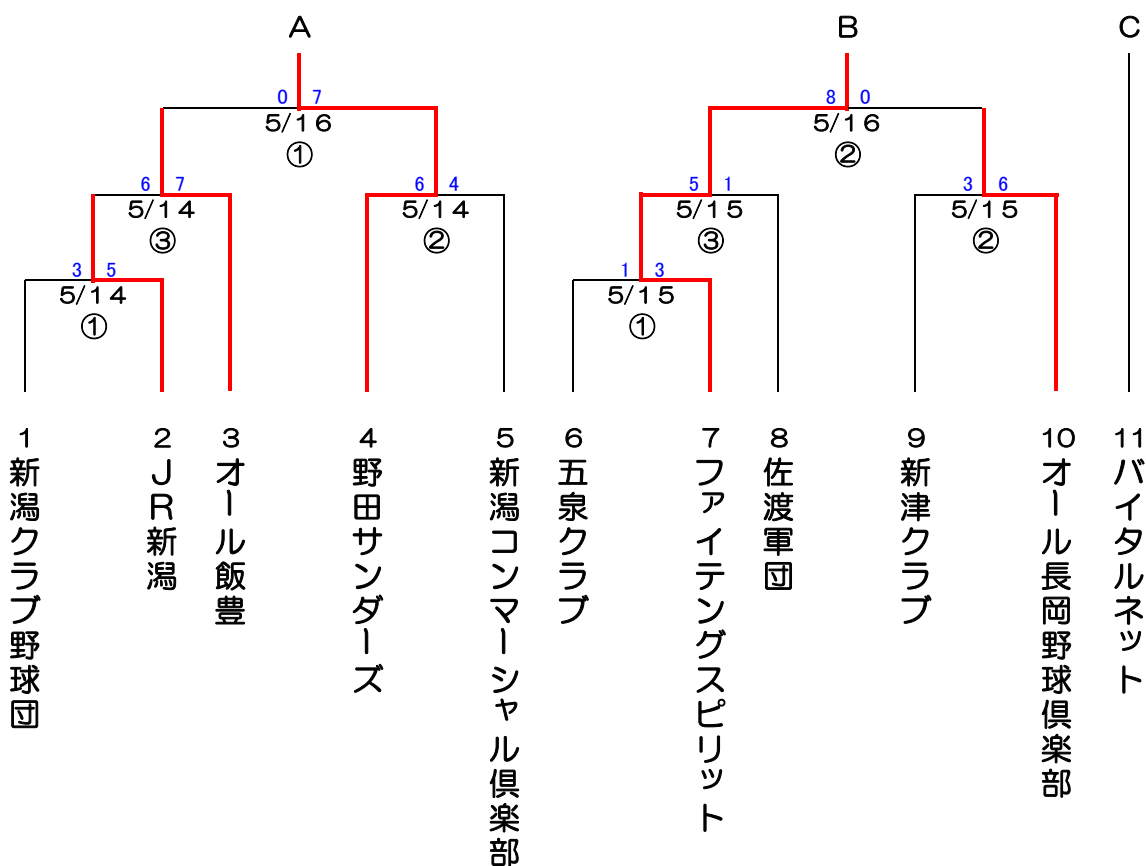 A
B
C
0 7
8 0
5/16
5/16
①
②
6 7
6 4
5 1
3 6
5/14
5/14
5/15
5/15
③
②
③
②
3 5
1 3
5/14
5/15
①
①
1
新潟クラブ野球団
2
JR新潟
3
オール飯豊
4
野田サンダーズ
5
新潟コンマーシャル倶楽部
6
五泉クラブ
7
ファイテングスピリット
8
佐渡軍団
9
新津クラブ
10
オール長岡野球倶楽部
11
バイタルネット